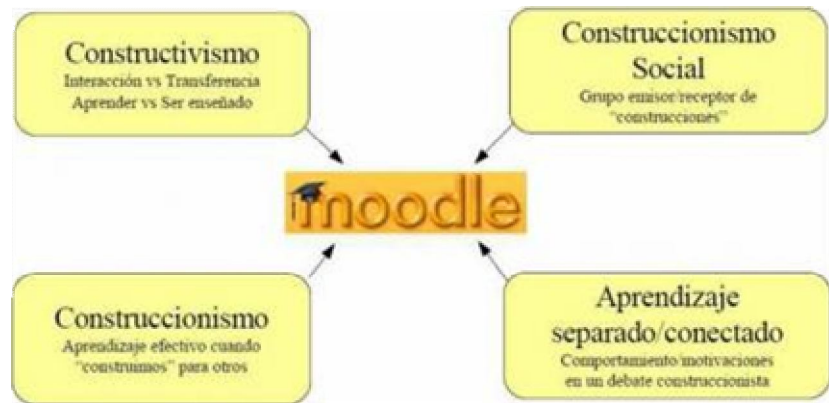 Constructivismo
Interacción vs Transferencia
Aprender vs Ser enseñado
Construccionismo
Social
Grupo emisor/receptor de
“construcciones”
moodle
Construccionismo
Aprendizaje efectivo cuando
“construimos” para otros
Aprendizaje
separado/conectado
Comportamiento/motivaciones
en un debate construccionista